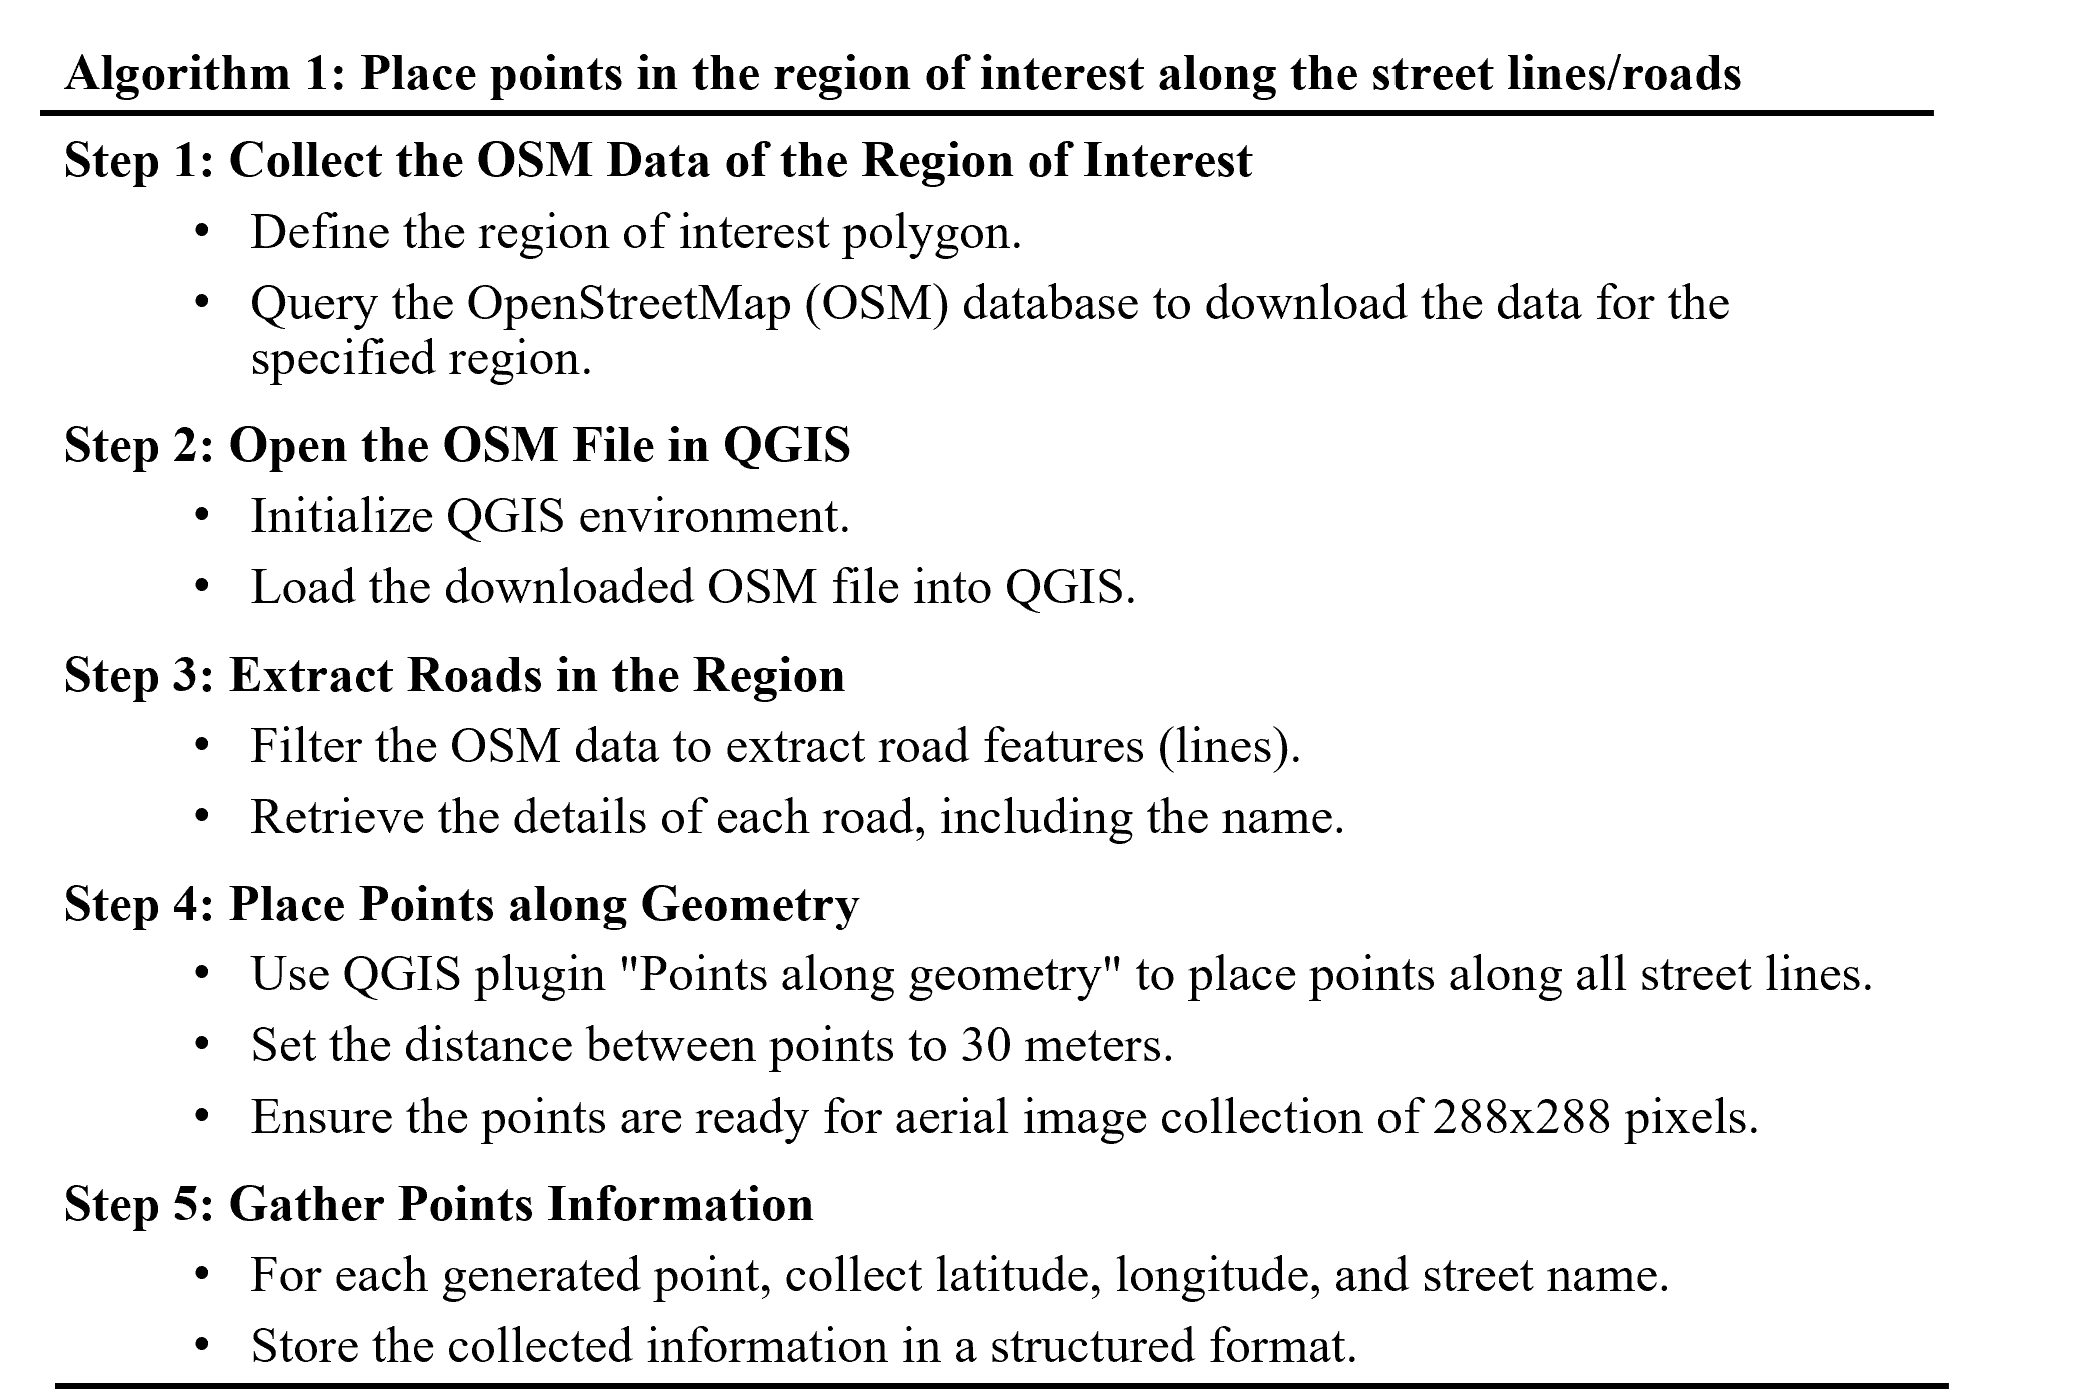 Algorithm 1: Place points in the region of interest along the street lines/roads
Step 1: Collect the OSM Data of the Region of Interest
• Define the region of interest polygon.
• Query the OpenStreetMap (OSM) database to download the data for the
specified region.
Step 2: Open the OSM File in QGIS
• Initialize QGIS environment.
• Load the downloaded OSM file into QGIS.
Step 3: Extract Roads in the Region
• Filter the OSM data to extract road features (lines).
• Retrieve the details of each road, including the name.
Step 4: Place Points along Geometry
• Use QGIS plugin "Points along geometry" to place points along all street lines.
• Set the distance between points to 30 meters.
• Ensure the points are ready for aerial image collection of 288x288 pixels.
Step 5: Gather Points Information
• For each generated point, collect latitude, longitude, and street name.
• Store the collected information in a structured format.